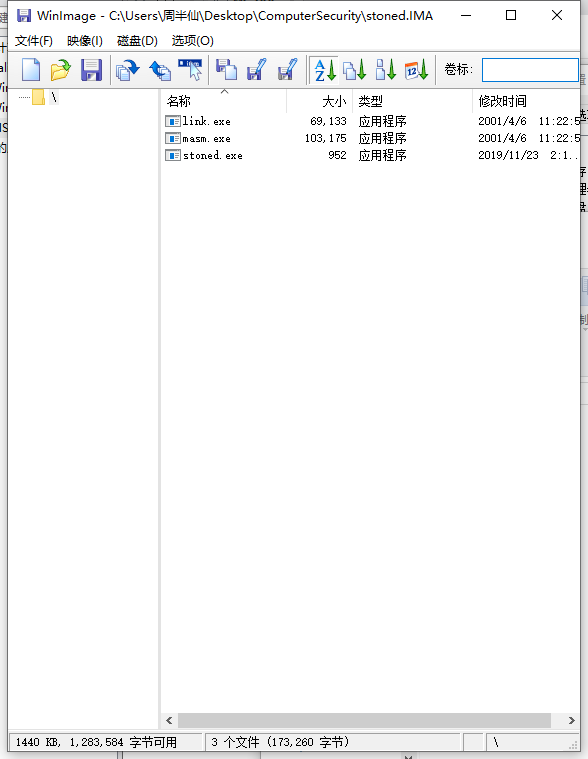 WinImage - C:\Users\周半仙\Desktop\ComputerSecurity\stoned.IMA
文件(F) 映像(I) 磁盘(D) 选项(O)
卷标:
\
名称 大小 类型 修改时间
link.exe 69,133 应用程序 2001/4/6 11:22:5
masm.exe 103,175 应用程序 2001/4/6 11:22:5
stoned.exe 952 应用程序 2019/11/23 2:1...
1440 KB, 1,283,584 字节可用 3 个文件 (173,260 字节) \